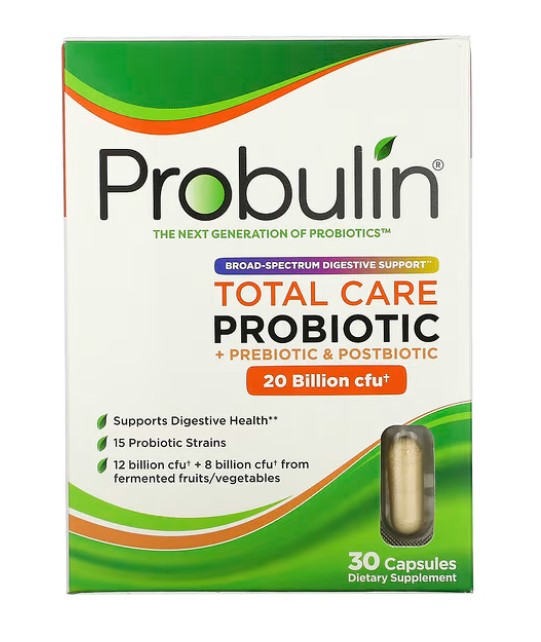 Probulin®
THE NEXT GENERATION OF PROBIOTICS™
BROAD-SPECTRUM DIGESTIVE SUPPORT**
TOTAL CARE
PROBIOTIC
+ PREBIOTIC & POSTBIOTIC
20 Billion cfu†
Supports Digestive Health**
15 Probiotic Strains
12 billion cfu† + 8 billion cfu† from
fermented fruits/vegetables
30 Capsules
Dietary Supplement